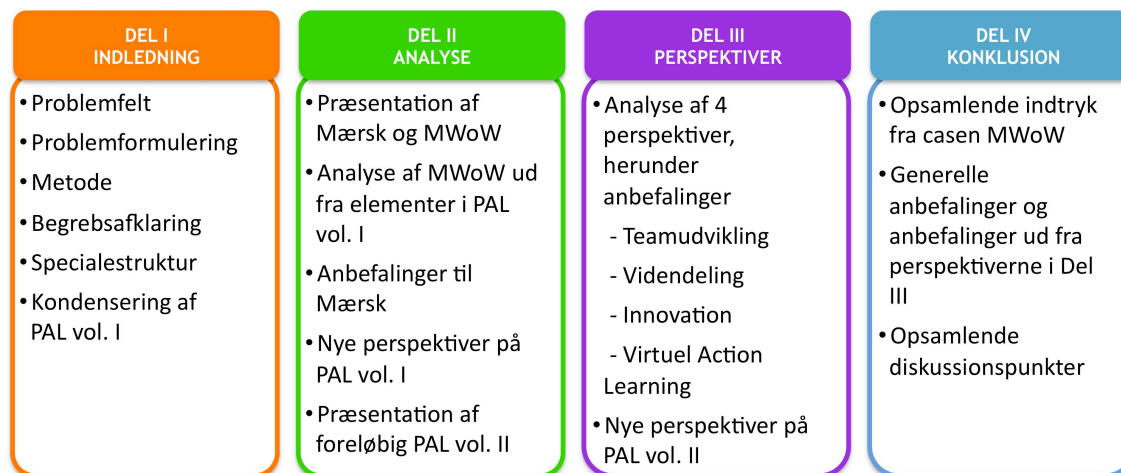 DEL I
INDLEDNING
• Problemfelt
• Problemformulering
• Metode
• Begrebsafklaring
• Specialestruktur
• Kondensering af
PAL vol. I
DEL II
ANALYSE
• Præsentation af
Mærsk og MWoW
• Analyse af MWoW ud
fra elementer i PAL
vol. I
• Anbefalinger til
Mærsk
• Nye perspektiver på
PAL vol. I
• Præsentation af
foreløbig PAL vol. II
DEL III
PERSPEKTIVER
• Analyse af 4
perspektiver,
herunder
anbefalinger
- Teamudvikling
- Videndeling
- Innovation
- Virtuel Action
Learning
• Nye perspektiver på
PAL vol. II
DEL IV
KONKLUSION
• Opsamlende indtryk
fra casen MWoW
• Generelle
anbefalinger og
anbefalinger ud fra
perspektiverne i Del
III
• Opsamlende
diskussionspunkter